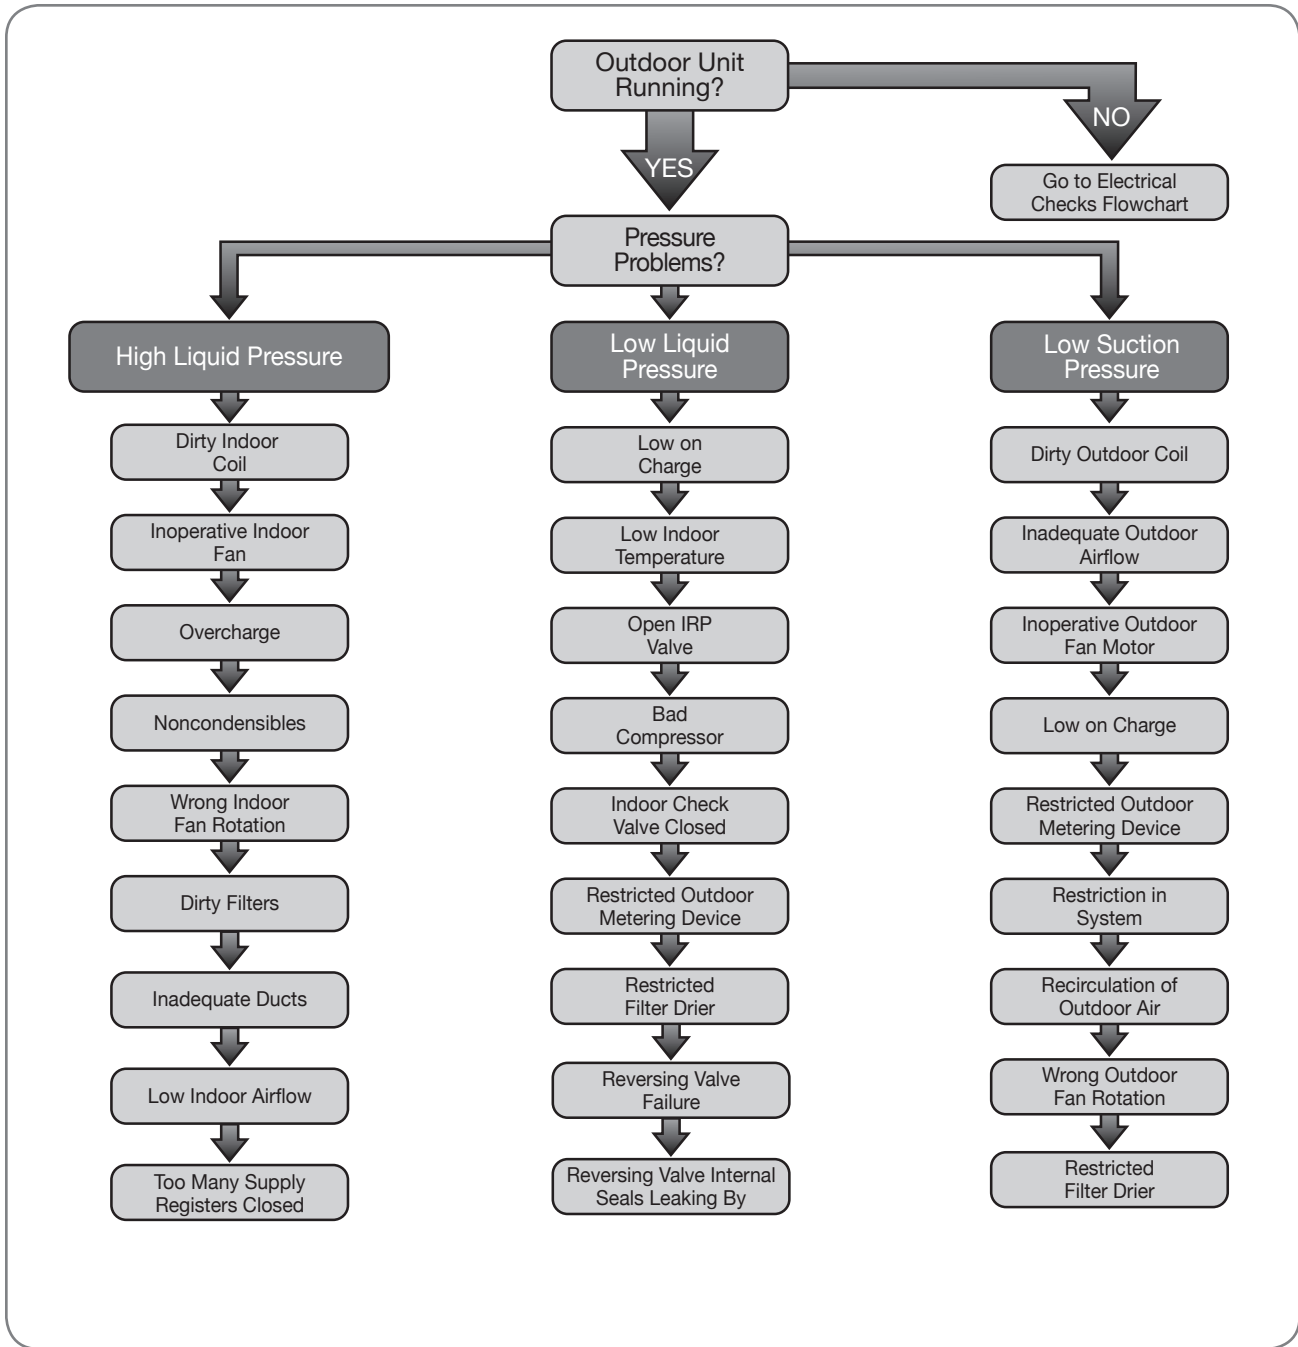 Outdoor Unit
Running?
NO
YES
Go to Electrical
Checks Flowchart
Pressure
Problems?
High Liquid Pressure
Dirty Indoor
Coil
Inoperative Indoor
Fan
Overcharge
Noncondensibles
Wrong Indoor
Fan Rotation
Dirty Filters
Inadequate Ducts
Low Indoor Airflow
Too Many Supply
Registers Closed
Low Liquid
Pressure
Low on
Charge
Low Indoor
Temperature
Open IRP
Valve
Bad
Compressor
Indoor Check
Valve Closed
Restricted Outdoor
Metering Device
Restricted
Filter Drier
Reversing Valve
Failure
Reversing Valve Internal
Seals Leaking By
Low Suction
Pressure
Dirty Outdoor Coil
Inadequate Outdoor
Airflow
Inoperative Outdoor
Fan Motor
Low on Charge
Restricted Outdoor
Metering Device
Restriction in
System
Recirculation of
Outdoor Air
Wrong Outdoor
Fan Rotation
Restricted
Filter Drier